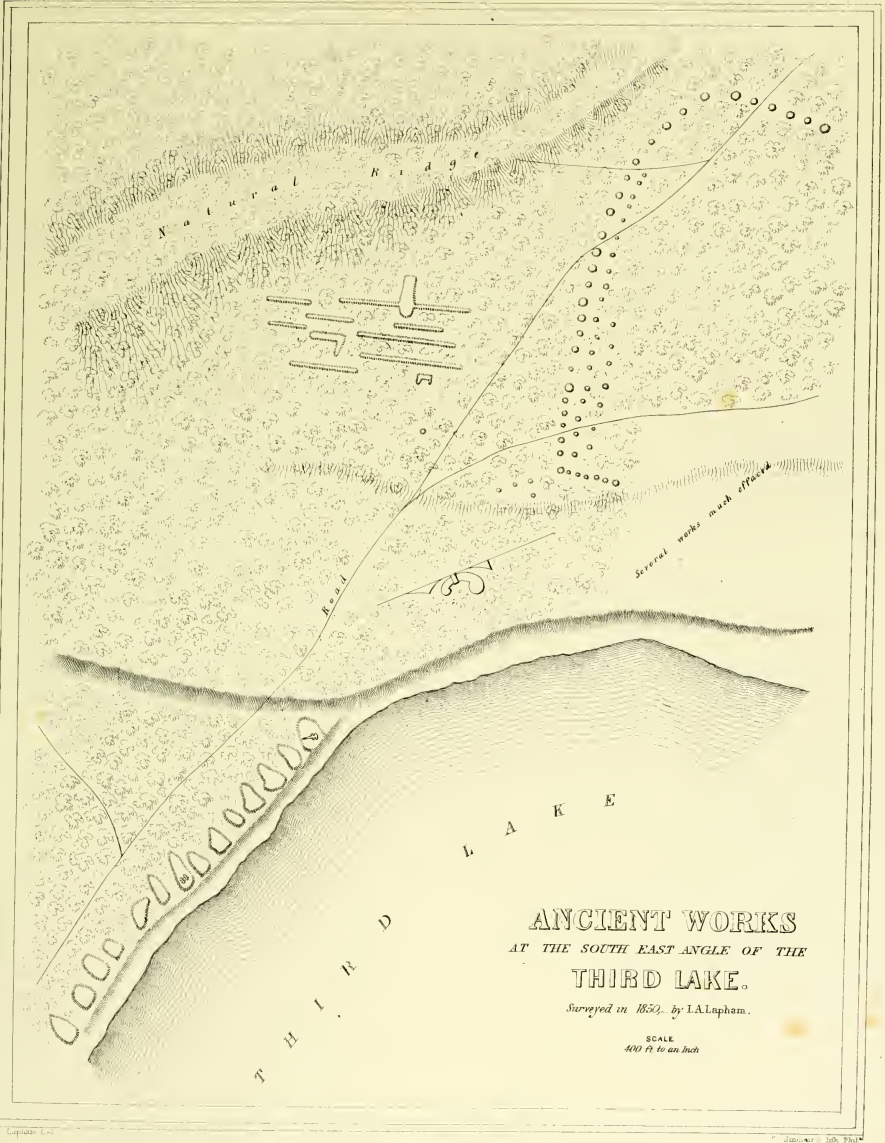 Natural Ridge
Several works much effaced
Road
THIRD LAKE
ANCIENT WORKS
AT THE SOUTH EAST ANGLE OF THE
THIRD LAKE.
Surveyed in 1850, by I.A.Lapham.
SCALE
400 ft to an Inch